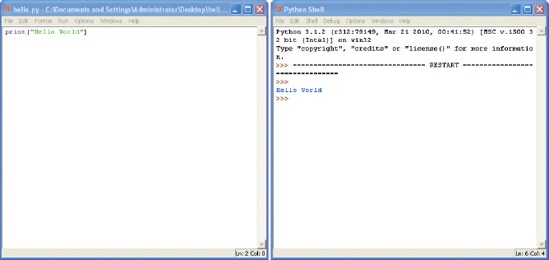 hello.py - C:\Documents and Settings\Administrator\Desktop\hell...
File Edit Format Run Options Windows Help
print("Hello World")
Ln: 2 Col: 0
Python Shell
File Edit Shell Debug Options Windows Help
Python 3.1.2 (r312:79149, Mar 21 2010, 00:41:52) [MSC v.1500 3
2 bit (Intel)] on win32
Type "copyright", "credits" or "license()" for more informatio
n.
>>> ================================ RESTART =================
===============
>>>
Hello World
>>>
Ln: 6 Col: 4